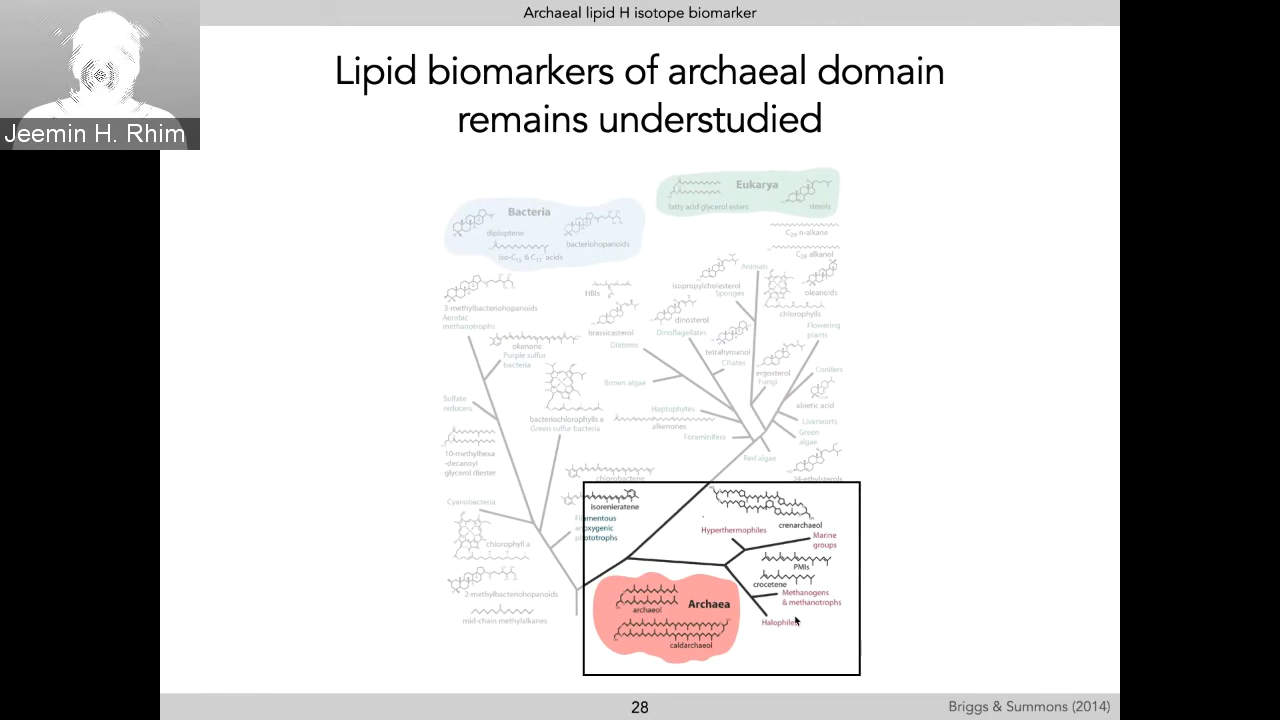 Archaeal lipid H isotope biomarker
Jeemin H. Rhim
Lipid biomarkers of archaeal domain
remains understudied
Eukarya
fatty acid glycerol esters
sterols
Bacteria
diploptene
bacteriohopanoids
iso-C15 & C17 acids
C29 n-alkane
C28 alkanol
Animals
isopropylcholesterol
Sponges
oleanoids
HBIs
3-methylbacteriohopanoids
Aerobic
methanotrophs
chlorophylls
dinosterol
Flowering
plants
brassicasterol
Dinoflagellates
okenone
Diatoms
Purple sulfur
bacteria
tetrahymanol
Ciliates
ergosterol
Fungi
Conifers
Brown algae
abietic acid
Sulfate
reducers
Haptophytes
bacteriochlorophylls e
Green sulfur bacteria
alkenones
Liverworts
Green
algae
Foraminifera
10-methylhexa
-decanoyl
glycerol diester
Red algae
24-ethylsterols
chlorobactene
Cyanobacteria
isorenieratene
Filamentous
anoxygenic
phototrophs
crenarchaeol
Hyperthermophiles
Marine
groups
chlorophyll a
PMIs
crocetene
2-methylbacteriohopanoids
Methanogens
& methanotrophs
archaeol
Archaea
mid-chain methylalkanes
Halophiles
caldarchaeol
28
Briggs & Summons (2014)